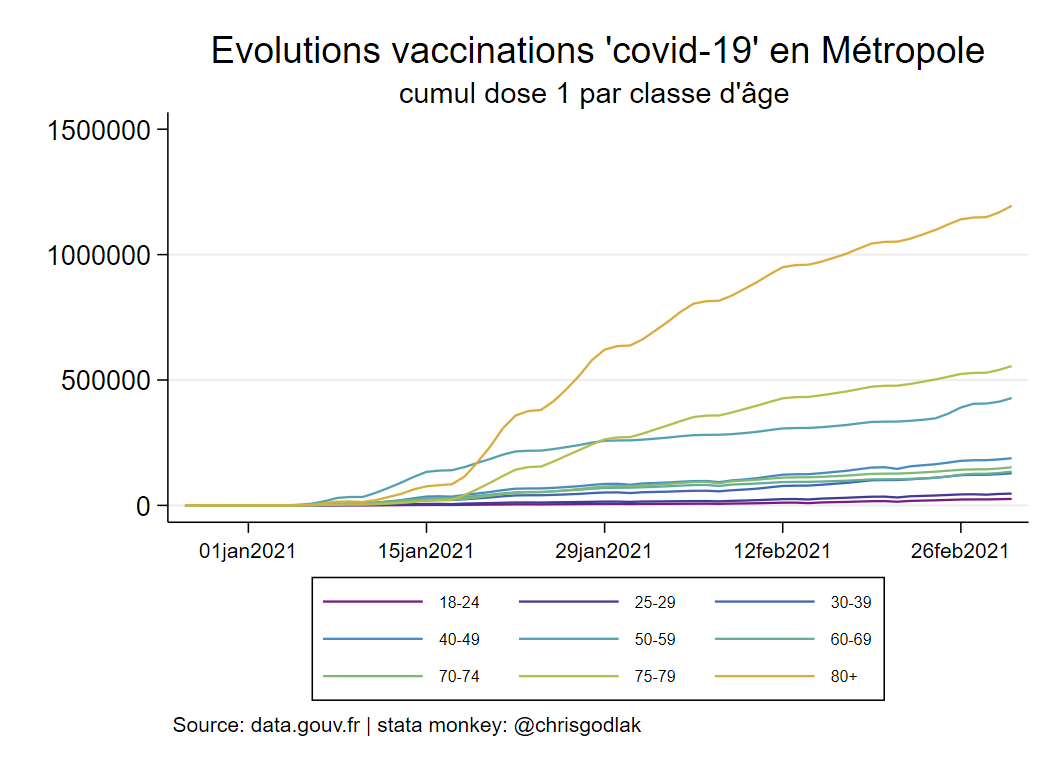 Evolutions vaccinations 'covid-19' en Métropole
cumul dose 1 par classe d'âge
1500000
1000000
500000
0
01jan2021 15jan2021 29jan2021 12feb2021 26feb2021
18-24 25-29 30-39
40-49 50-59 60-69
70-74 75-79 80+
Source: data.gouv.fr | stata monkey: @chrisgodlak